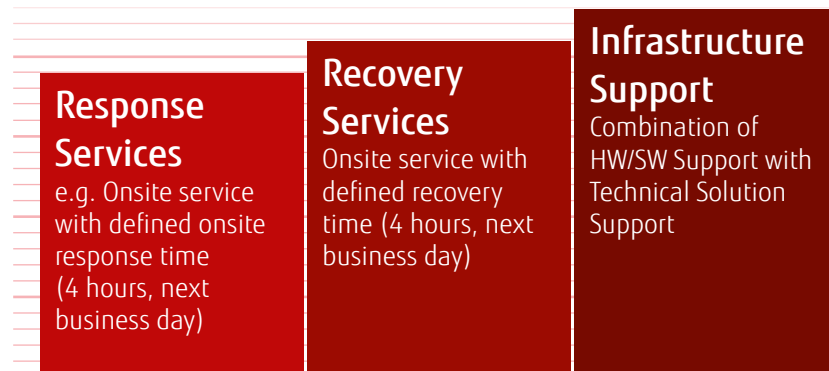 Response
Services
e.g. Onsite service
with defined onsite
response time
(4 hours, next
business day)
Recovery
Services
Onsite service with
defined recovery
time (4 hours, next
business day)
Infrastructure
Support
Combination of
HW/SW Support with
Technical Solution
Support